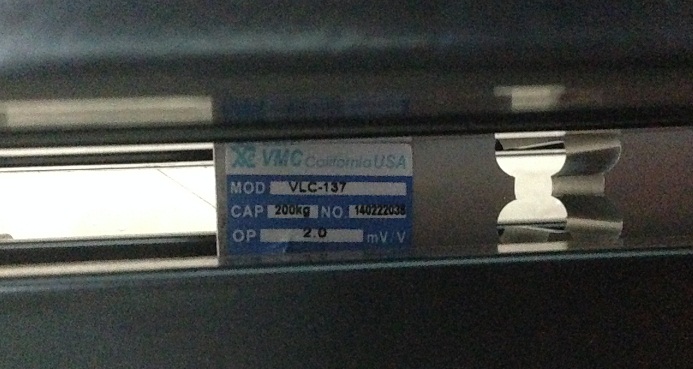 VMC California USA
MOD VLC-137
CAP 200kg NO 140222038
OP 2.0 mV/V